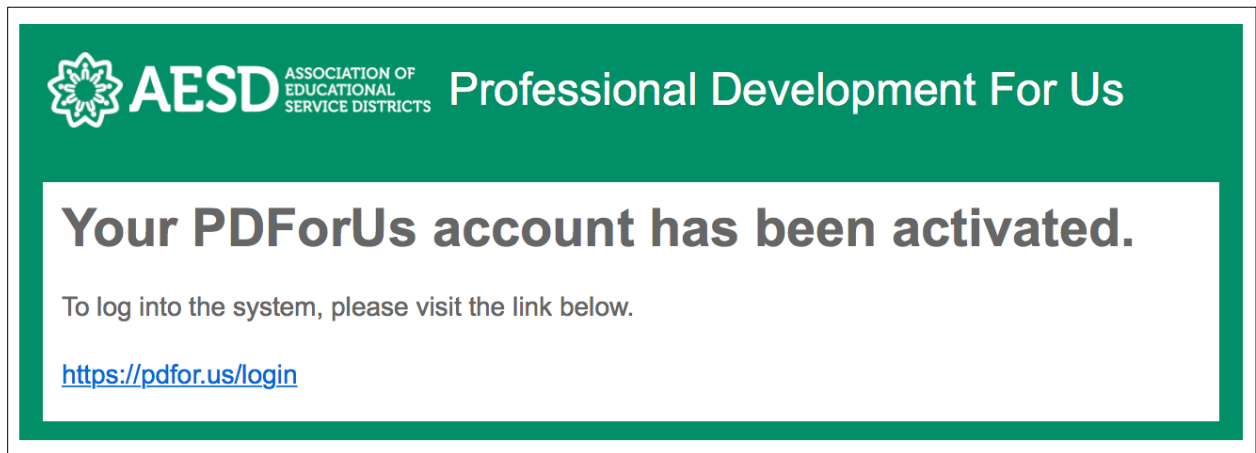 AESD ASSOCIATION OF EDUCATIONAL SERVICE DISTRICTS Professional Development For Us
Your PDForUs account has been activated.
To log into the system, please visit the link below.
https://pdfor.us/login